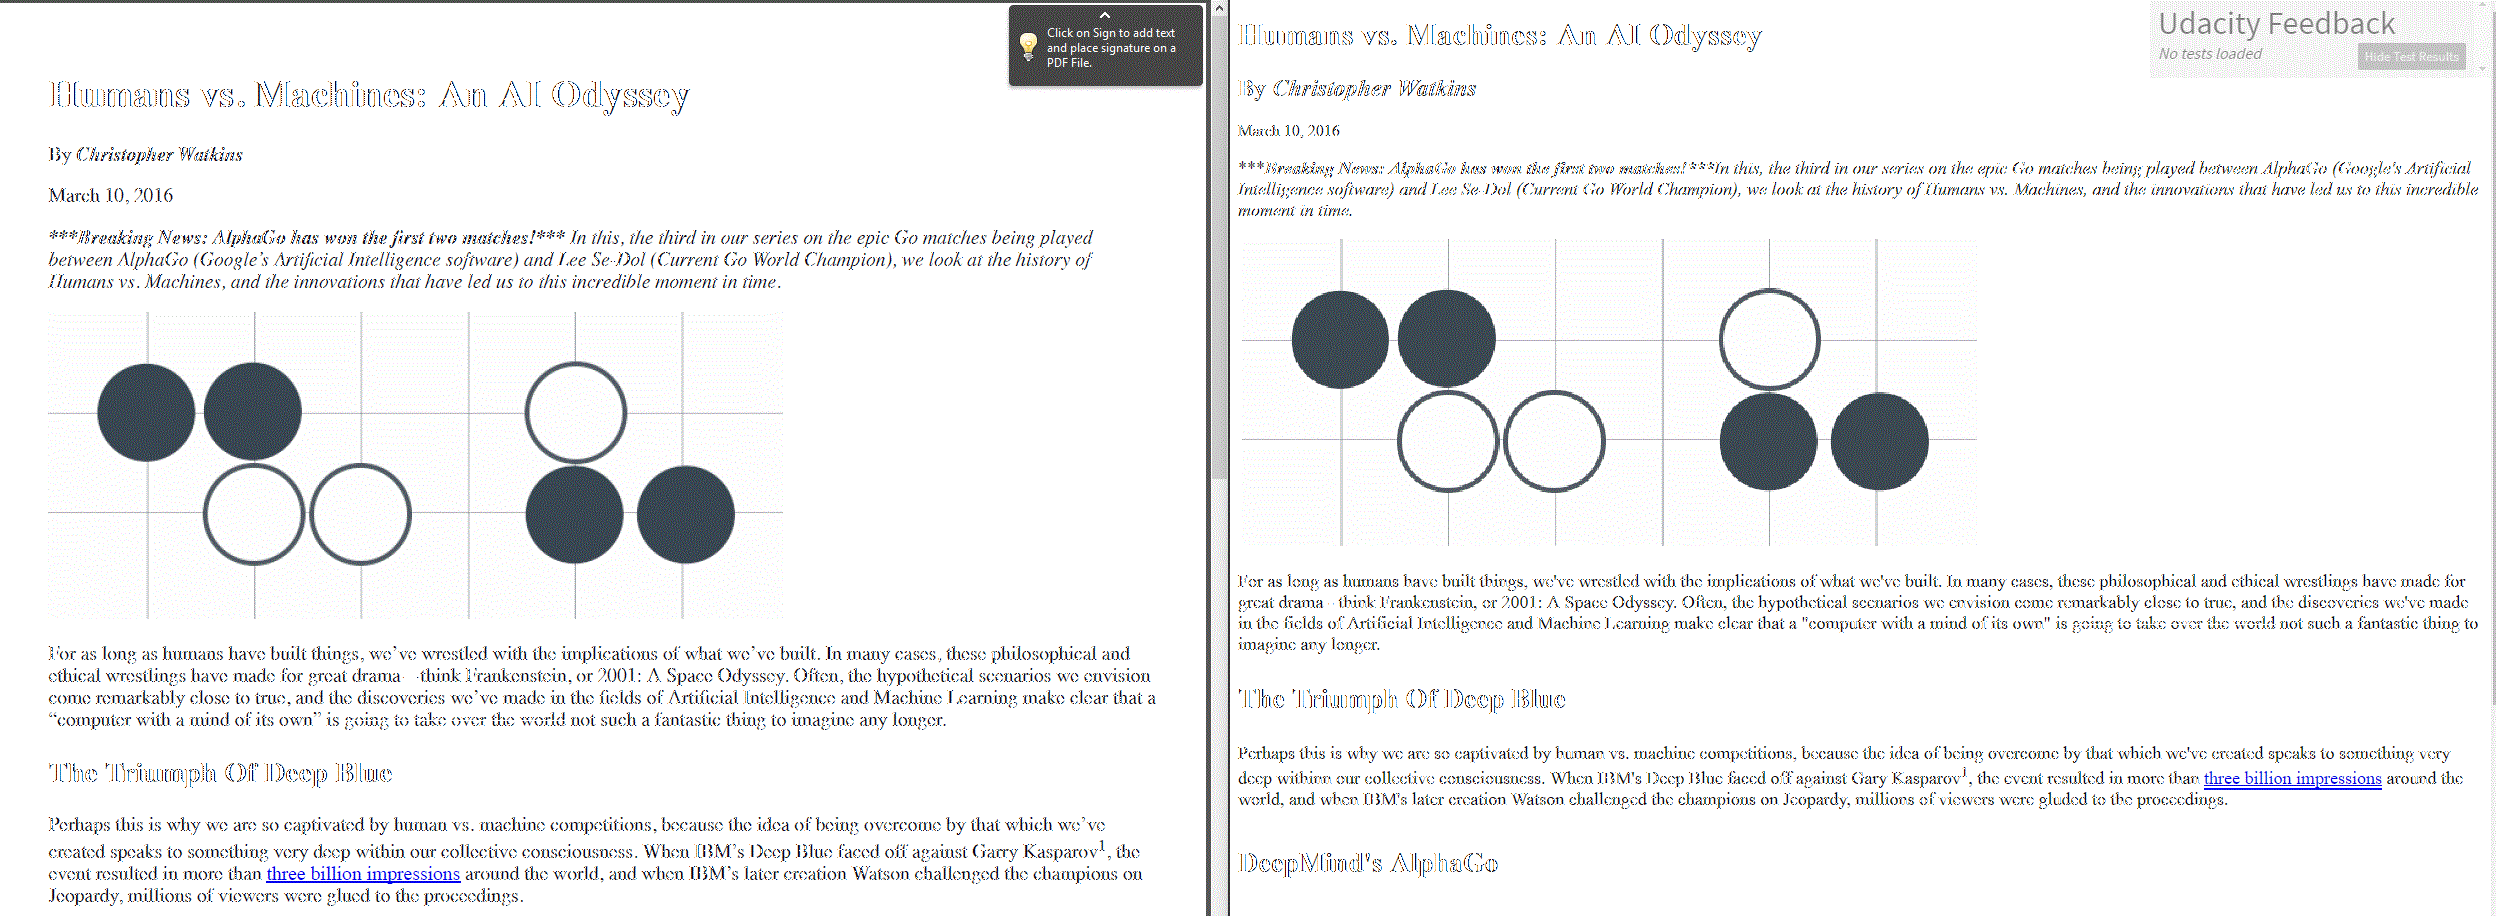 Click on Sign to add text
and place signature on a
PDF File.
Humans vs. Machines: An AI Odyssey
By Christopher Watkins
March 10, 2016
***Breaking News: AlphaGo has won the first two matches!*** In this, the third in our series on the epic Go matches being played
between AlphaGo (Google’s Artificial Intelligence software) and Lee Se-Dol (Current Go World Champion), we look at the history of
Humans vs. Machines, and the innovations that have led us to this incredible moment in time.
For as long as humans have built things, we’ve wrestled with the implications of what we’ve built. In many cases, these philosophical and
ethical wrestlings have made for great drama--think Frankenstein, or 2001: A Space Odyssey. Often, the hypothetical scenarios we envision
come remarkably close to true, and the discoveries we’ve made in the fields of Artificial Intelligence and Machine Learning make clear that a
“computer with a mind of its own” is going to take over the world not such a fantastic thing to imagine any longer.
The Triumph Of Deep Blue
Perhaps this is why we are so captivated by human vs. machine competitions, because the idea of being overcome by that which we’ve
created speaks to something very deep within our collective consciousness. When IBM’s Deep Blue faced off against Garry Kasparov1, the
event resulted in more than three billion impressions around the world, and when IBM’s later creation Watson challenged the champions on
Jeopardy, millions of viewers were glued to the proceedings.
Humans vs. Machines: An AI Odyssey
Udacity Feedback
No tests loaded
Hide Test Results
By Christopher Watkins
March 10, 2016
***Breaking News: AlphaGo has won the first two matches!***In this, the third in our series on the epic Go matches being played between AlphaGo (Google's Artificial
Intelligence software) and Lee Se-Dol (Current Go World Champion), we look at the history of Humans vs. Machines, and the innovations that have led us to this incredible
moment in time.
For as long as humans have built things, we've wrestled with the implications of what we've built. In many cases, these philosophical and ethical wrestlings have made for
great drama--think Frankenstein, or 2001: A Space Odyssey. Often, the hypothetical scenarios we envision come remarkably close to true, and the discoveries we've made
in the fields of Artificial Intelligence and Machine Learning make clear that a "computer with a mind of its own" is going to take over the world not such a fantastic thing to
imagine any longer.
The Triumph Of Deep Blue
Perhaps this is why we are so captivated by human vs. machine competitions, because the idea of being overcome by that which we've created speaks to something very
deep withinn our collective consciousness. When IBM's Deep Blue faced off against Gary Kasparov1, the event resulted in more than three billion impressions around the
world, and when IBM's later creation Watson challenged the champions on Jeopardy, millions of viewers were gluded to the proceedings.
DeepMind's AlphaGo